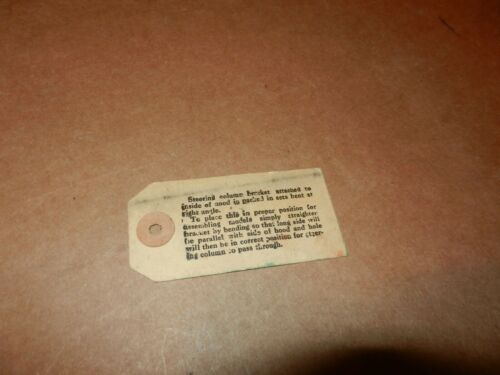 Steering column bracket attached to
inside of hood is packed in sets bent at
right angle.
To place this in proper position for
assembling models simply straighten
bracket by bending so that long side will
be parallel with side of hood and hole
will then be in correct position for steer-
ing column to pass through.